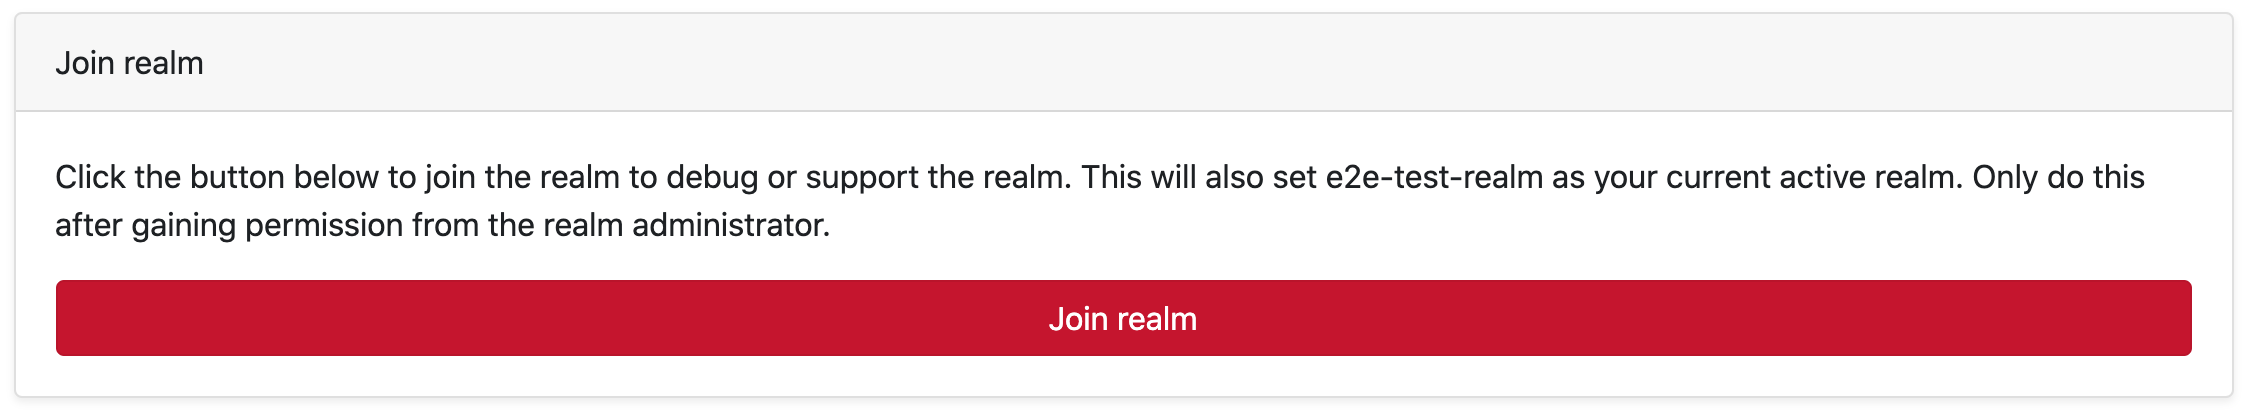 Join realm
Click the button below to join the realm to debug or support the realm. This will also set e2e-test-realm as your current active realm. Only do this
after gaining permission from the realm administrator.
Join realm